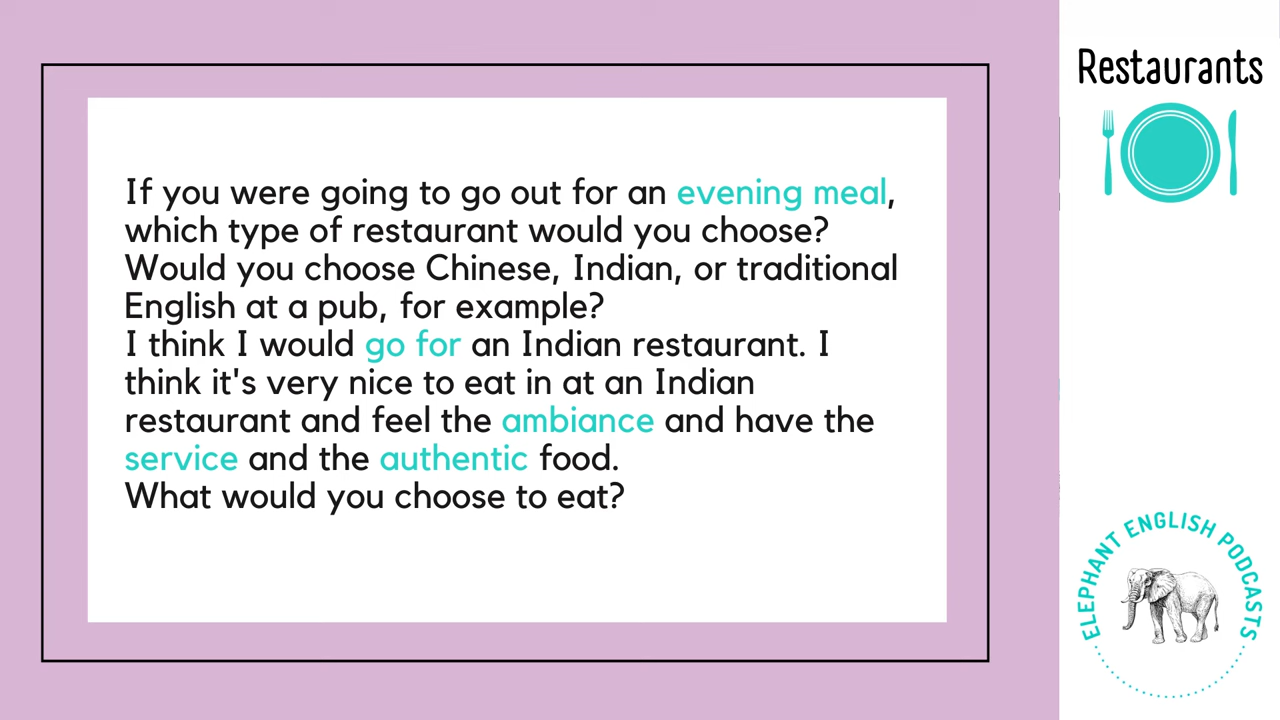 If you were going to go out for an evening meal,
which type of restaurant would you choose?
Would you choose Chinese, Indian, or traditional
English at a pub, for example?
I think I would go for an Indian restaurant. I
think it's very nice to eat in at an Indian
restaurant and feel the ambiance and have the
service and the authentic food.
What would you choose to eat?
Restaurants
ELEPHANT ENGLISH PODCASTS